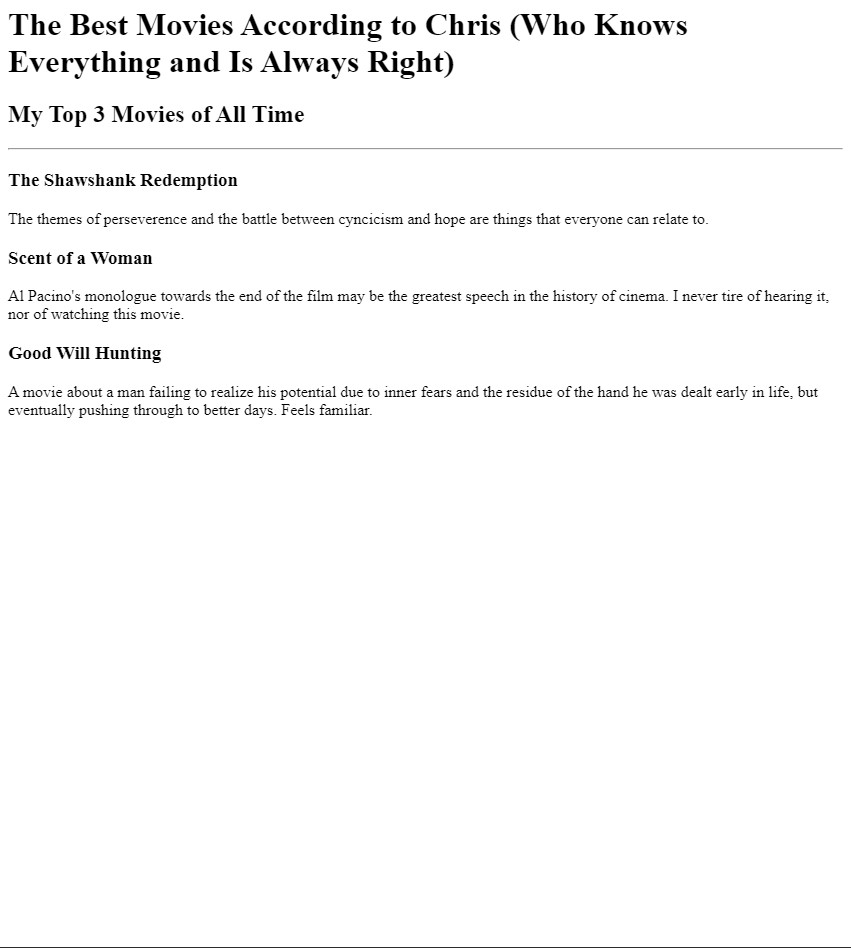 The Best Movies According to Chris (Who Knows
Everything and Is Always Right)
My Top 3 Movies of All Time
The Shawshank Redemption
The themes of perseverence and the battle between cyncicism and hope are things that everyone can relate to.
Scent of a Woman
Al Pacino's monologue towards the end of the film may be the greatest speech in the history of cinema. I never tire of hearing it,
nor of watching this movie.
Good Will Hunting
A movie about a man failing to realize his potential due to inner fears and the residue of the hand he was dealt early in life, but
eventually pushing through to better days. Feels familiar.